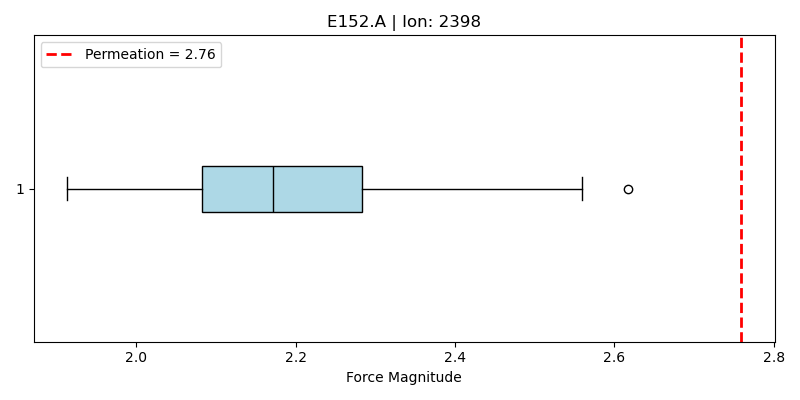 E152.A | Ion: 2398
Permeation = 2.76
1
2.0 2.2 2.4 2.6 2.8
Force Magnitude